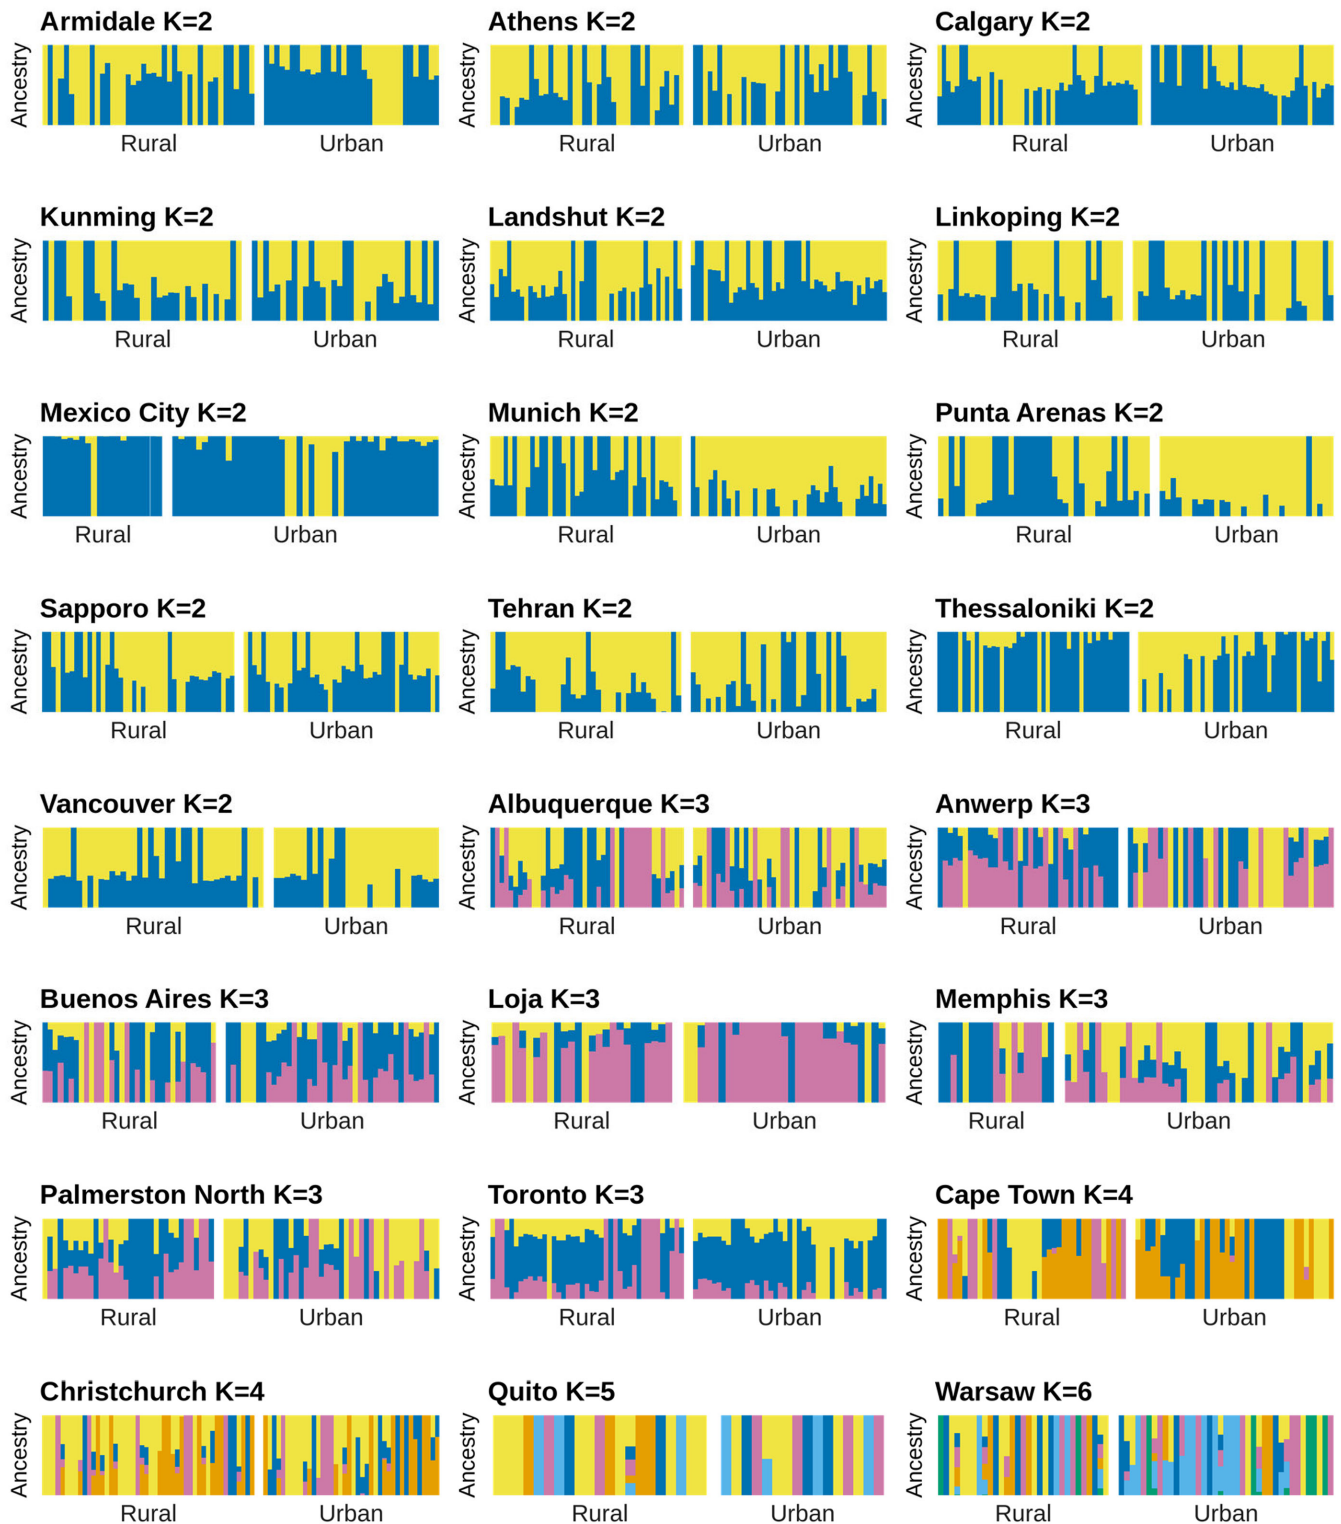 Armidale K=2
Athens K=2
Calgary K=2
Ancestry
Ancestry
Ancestry
Rural
Urban
Rural
Urban
Rural
Urban
Kunming K=2
Landshut K=2
Linkoping K=2
Ancestry
Ancestry
Ancestry
Rural
Urban
Rural
Urban
Rural
Urban
Mexico City K=2
Munich K=2
Punta Arenas K=2
Ancestry
Ancestry
Ancestry
Rural
Urban
Rural
Urban
Rural
Urban
Sapporo K=2
Tehran K=2
Thessaloniki K=2
Ancestry
Ancestry
Ancestry
Rural
Urban
Rural
Urban
Rural
Urban
Vancouver K=2
Albuquerque K=3
Anwerp K=3
Ancestry
Ancestry
Ancestry
Rural
Urban
Rural
Urban
Rural
Urban
Buenos Aires K=3
Loja K=3
Memphis K=3
Ancestry
Ancestry
Ancestry
Rural
Urban
Rural
Urban
Rural
Urban
Palmerston North K=3
Toronto K=3
Cape Town K=4
Ancestry
Ancestry
Ancestry
Rural
Urban
Rural
Urban
Rural
Urban
Christchurch K=4
Quito K=5
Warsaw K=6
Ancestry
Ancestry
Ancestry
Rural
Urban
Rural
Urban
Rural
Urban